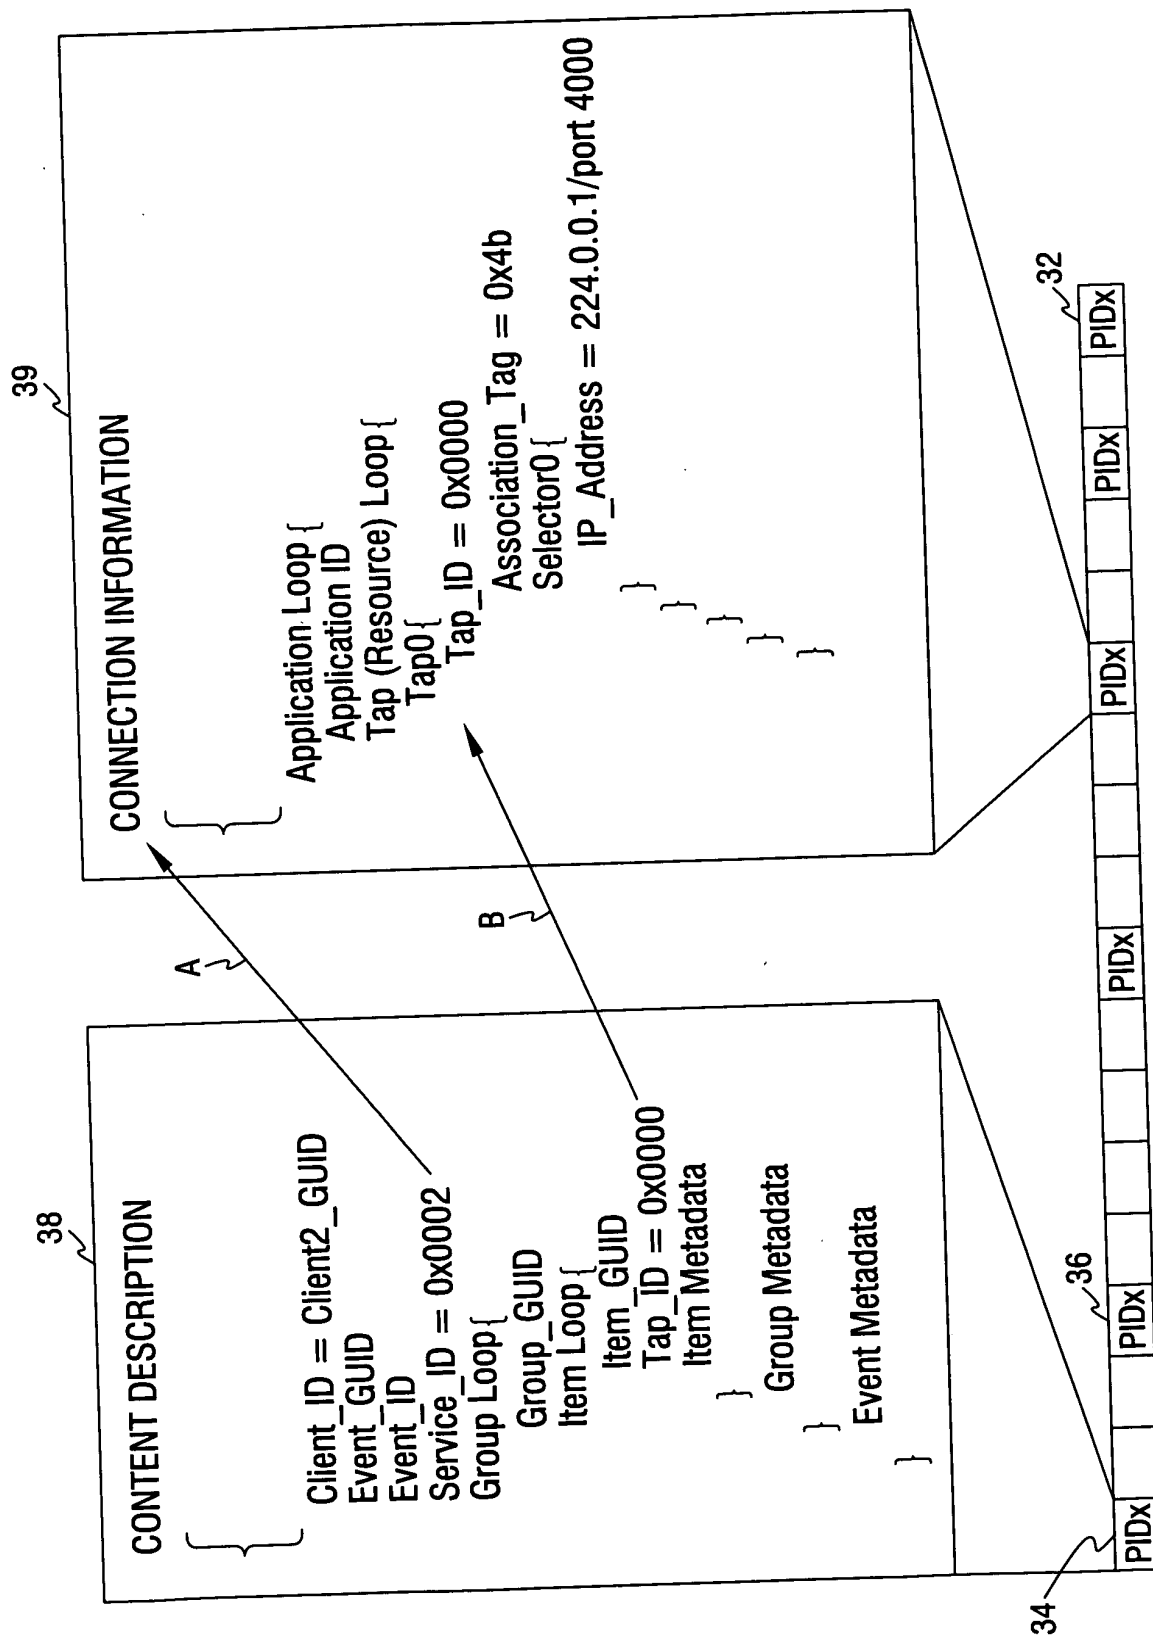 38
CONTENT DESCRIPTION
Client_ID = Client2_GUID
Event_GUID
Event_ID
Service_ID = 0x0002
Group Loop{
Group_GUID
Item Loop{
Item_GUID
Tap_ID = 0x0000
Item Metadata
}
Group Metadata
}
Event Metadata
}
A
B
39
CONNECTION INFORMATION
Application Loop{
Application ID
Tap (Resource) Loop{
Tap0{
Tap_ID = 0x0000
Association_Tag = 0x4b
Selector0{
IP_Address = 224.0.0.1/port 4000
}
}
}
}
}
34
36
32
PIDx PIDx PIDx PIDx PIDx PIDx